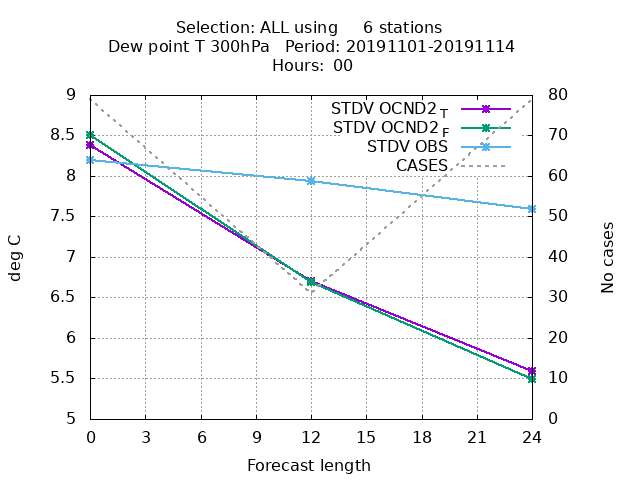 Selection: ALL using     6 stations
Dew point T 300hPa   Period: 20191101-20191114
Hours:  00
STDV OCND2_T
STDV OCND2_F
STDV OBS
CASES
9
8.5
8
7.5
7
6.5
6
5.5
5
deg C
80
70
60
50
40
30
20
10
0
No cases
0 3 6 9 12 15 18 21 24
Forecast length